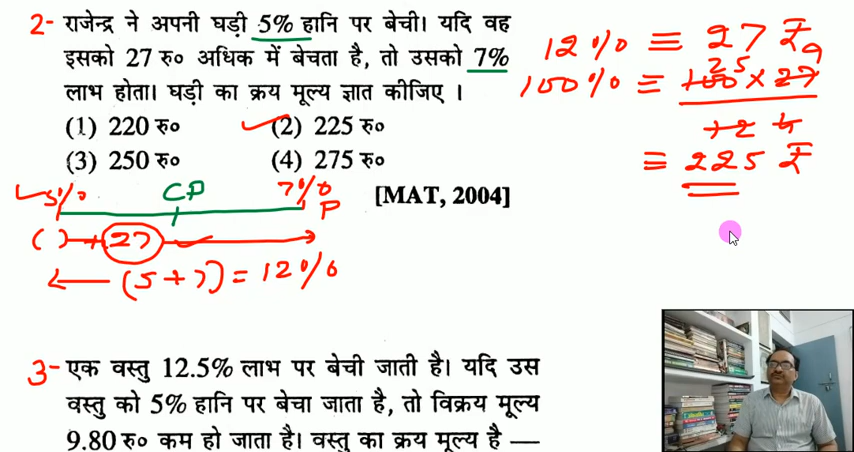 2- राजेन्द्र ने अपनी घड़ी 5% हानि पर बेची। यदि वह
इसको 27 रु० अधिक में बेचता है, तो उसको 7%
लाभ होता। घड़ी का क्रय मूल्य ज्ञात कीजिए ।
(1) 220 रु० (2) 225 रु०
(3) 250 रु० (4) 275 रु०
[MAT, 2004]
5% CP 7% P
( ) + 27
(5 + 7) = 12%
12% ≡ 27 ₹
100% ≡ 100 × 27
25 9
12 4
≡ 225 ₹
3- एक वस्तु 12.5% लाभ पर बेची जाती है। यदि उस
वस्तु को 5% हानि पर बेचा जाता है, तो विक्रय मूल्य
9.80 रु० कम हो जाता है। वस्तु का क्रय मूल्य है —